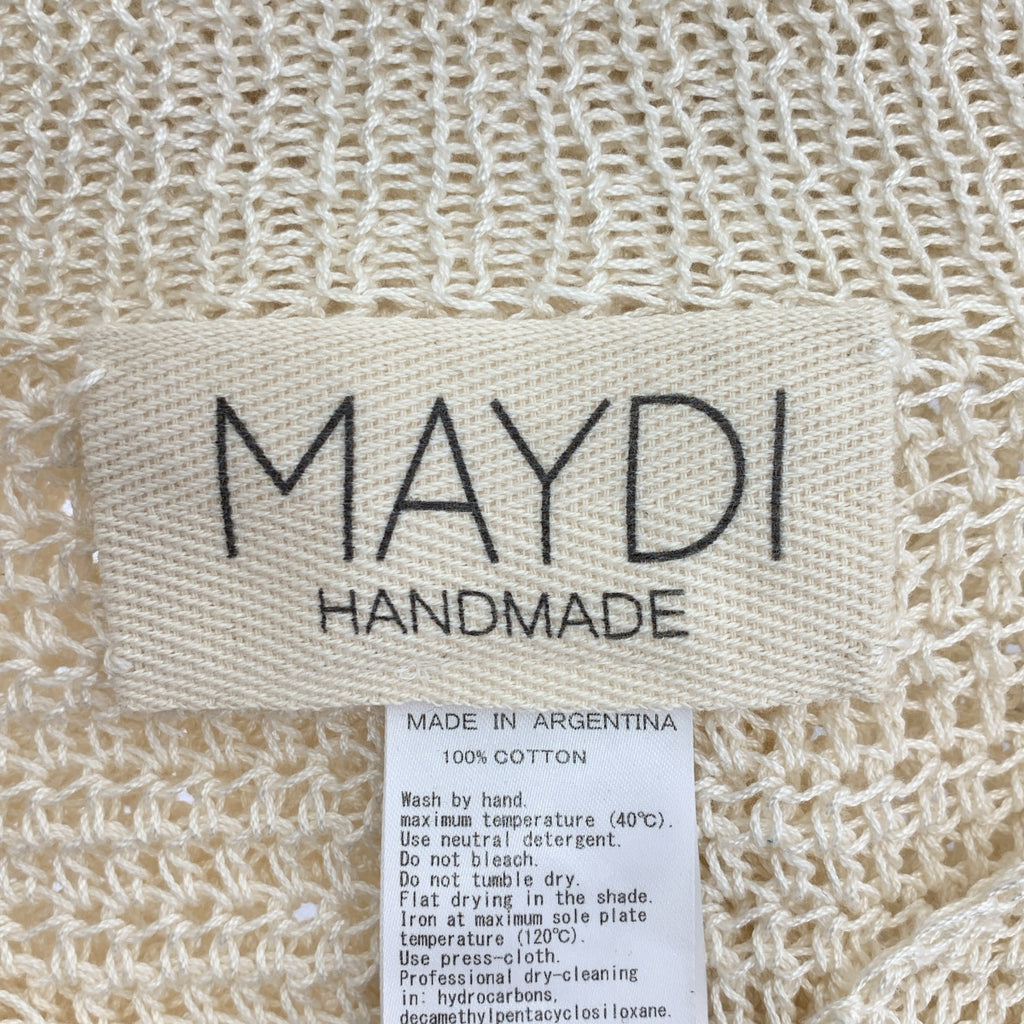 MAYDI
HANDMADE
MADE IN ARGENTINA
100% COTTON
Wash by hand.
maximum temperature (40℃).
Use neutral detergent.
Do not bleach.
Do not tumble dry.
Flat drying in the shade.
Iron at maximum sole plate
temperature (120℃).
Use press-cloth.
Professional dry-cleaning
in: hydrocarbons,
decamethylpentacyclosiloxane.